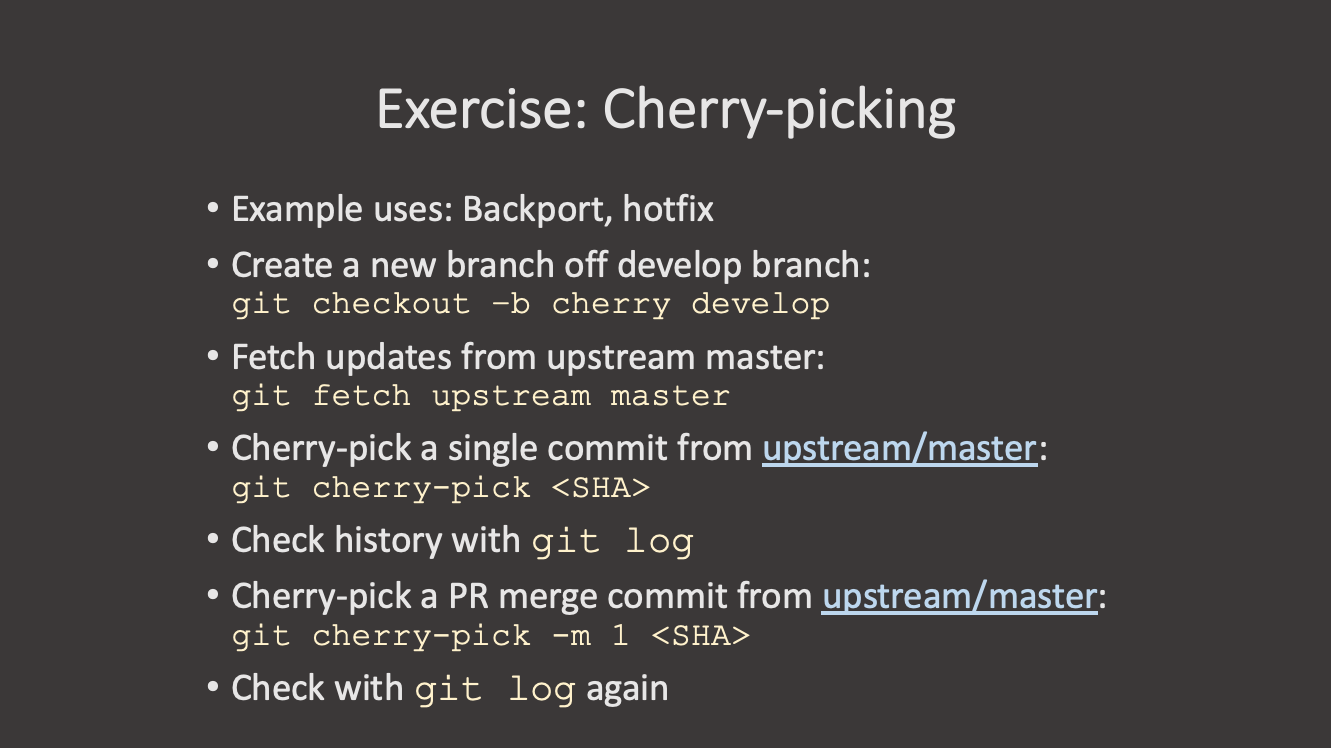 Exercise: Cherry-picking
• Example uses: Backport, hotfix
• Create a new branch off develop branch:
git checkout –b cherry develop
• Fetch updates from upstream master:
git fetch upstream master
• Cherry-pick a single commit from upstream/master:
git cherry-pick <SHA>
• Check history with git log
• Cherry-pick a PR merge commit from upstream/master:
git cherry-pick -m 1 <SHA>
• Check with git log again